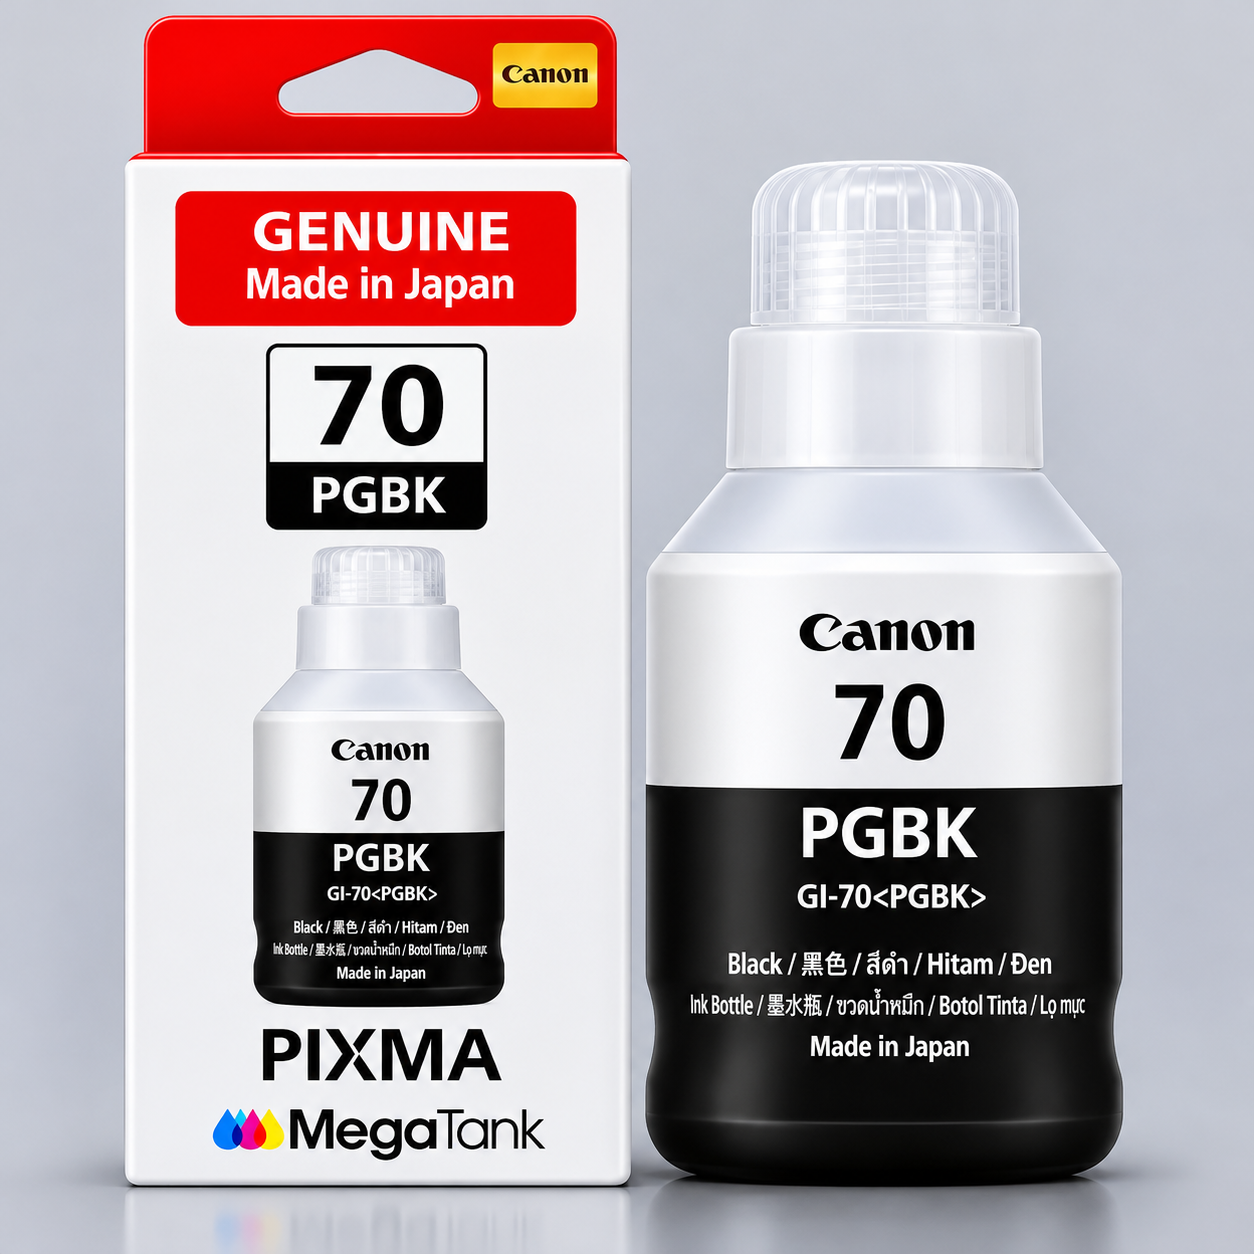 Canon
GENUINE
Made in Japan
70
PGBK
Canon
70
PGBK
GI-70<PGBK>
Black / 黑色 / สีดำ / Hitam / Đen
Ink Bottle / 墨水瓶 / ขวดน้ำหมึก / Botol Tinta / Lọ mực
Made in Japan
PIXMA
MegaTank
Canon
70
PGBK
GI-70<PGBK>
Black / 黑色 / สีดำ / Hitam / Đen
Ink Bottle / 墨水瓶 / ขวดน้ำหมึก / Botol Tinta / Lọ mực
Made in Japan